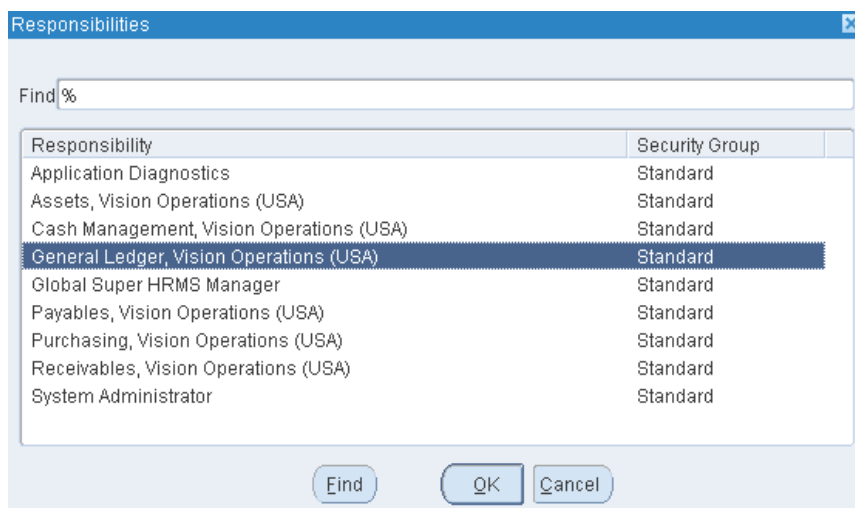 Responsibilities
Find %
Responsibility Security Group
Application Diagnostics Standard
Assets, Vision Operations (USA) Standard
Cash Management, Vision Operations (USA) Standard
General Ledger, Vision Operations (USA) Standard
Global Super HRMS Manager Standard
Payables, Vision Operations (USA) Standard
Purchasing, Vision Operations (USA) Standard
Receivables, Vision Operations (USA) Standard
System Administrator Standard
Find OK Cancel